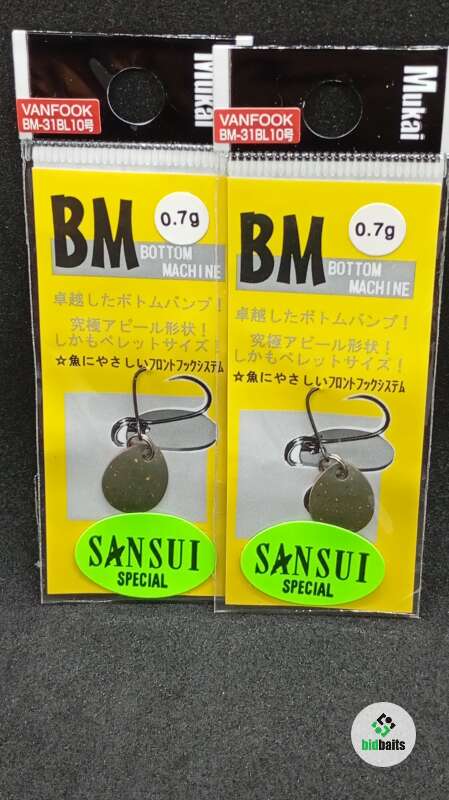 Mukai
VANFOOK
BM-31BL10号
BM
0.7g
BOTTOM
MACHINE
卓越したボトムバンプ！
究極アピール形状！
しかもペレットサイズ！
☆魚にやさしいフロントフックシステム
SANSUI
SPECIAL
Mukai
VANFOOK
BM-31BL10号
BM
0.7g
BOTTOM
MACHINE
卓越したボトムバンプ！
究極アピール形状！
しかもペレットサイズ！
☆魚にやさしいフロントフックシステム
SANSUI
SPECIAL
bidbaits